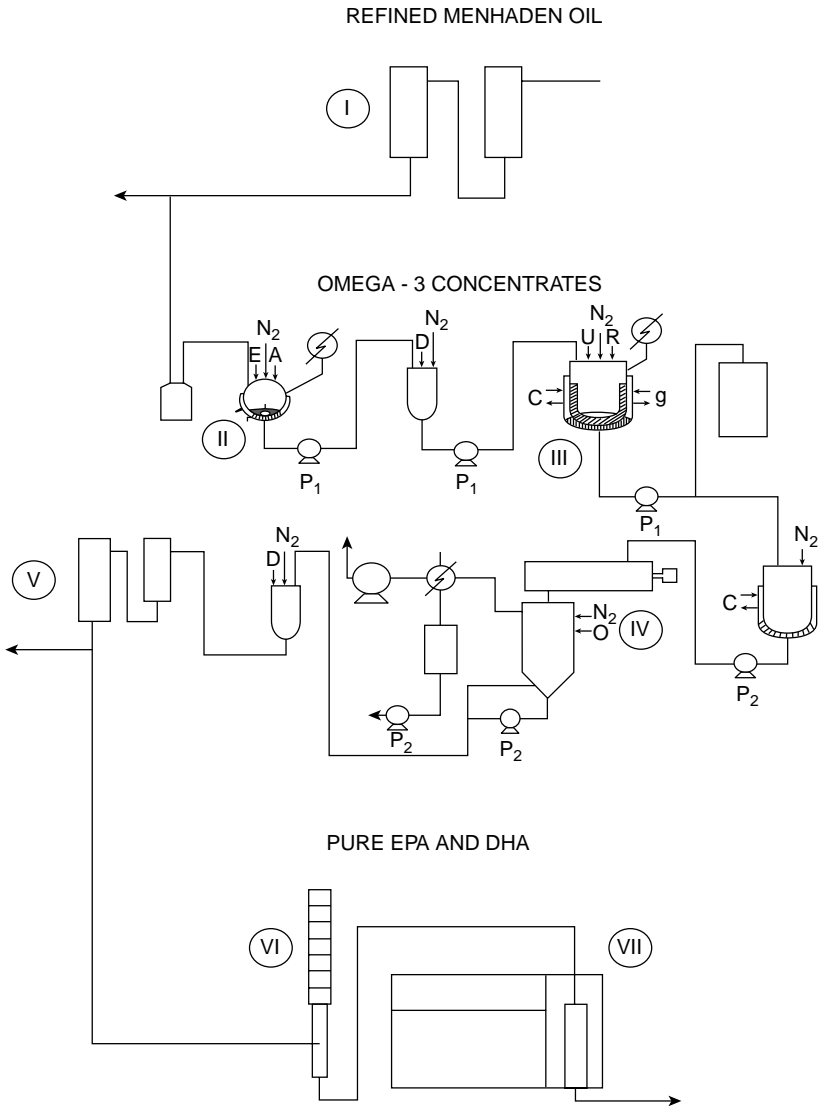 REFINED MENHADEN OIL
I
OMEGA - 3 CONCENTRATES
N2
E A
II
P1
N2
D
P1
N2
U R
C g
III
P1
N2
C
P2
V
N2
D
N2
O
IV
P2
P2
PURE EPA AND DHA
VI
VII